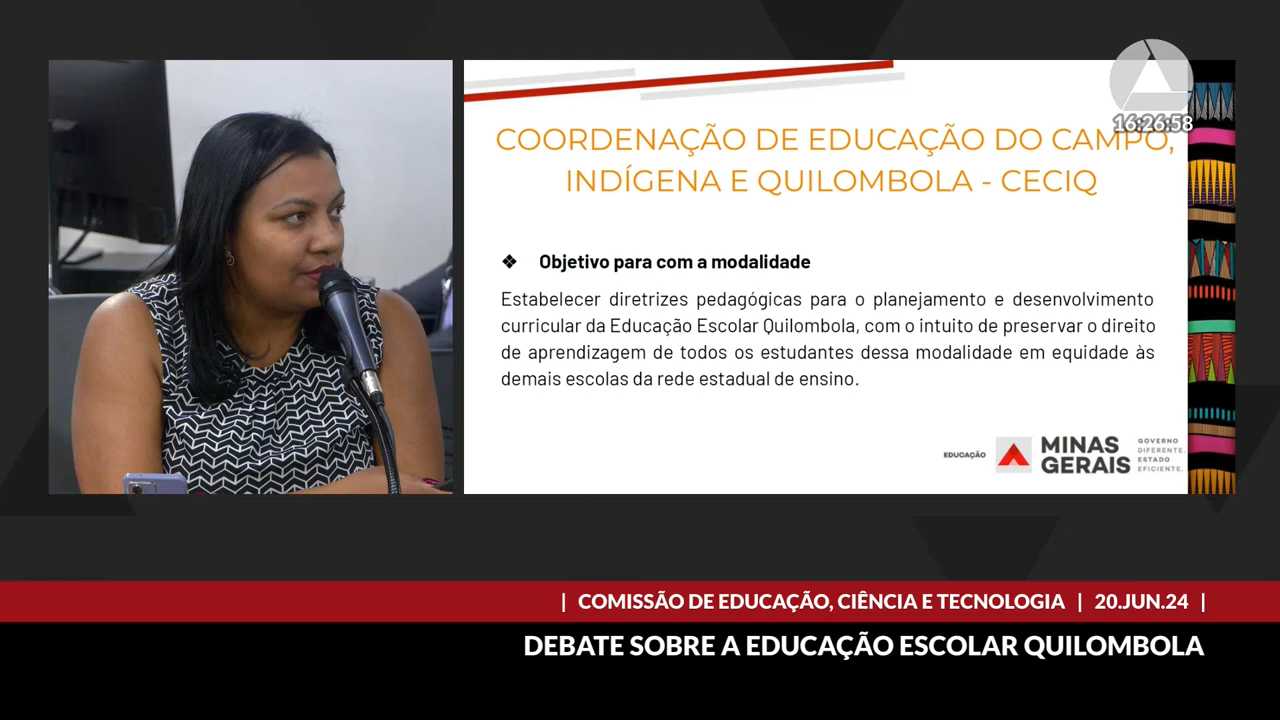 16:26:58
COORDENAÇÃO DE EDUCAÇÃO DO CAMPO,
INDÍGENA E QUILOMBOLA - CECIQ
❖ Objetivo para com a modalidade
Estabelecer diretrizes pedagógicas para o planejamento e desenvolvimento
curricular da Educação Escolar Quilombola, com o intuito de preservar o direito
de aprendizagem de todos os estudantes dessa modalidade em equidade às
demais escolas da rede estadual de ensino.
EDUCAÇÃO
MINAS
GERAIS
GOVERNO
DIFERENTE.
ESTADO
EFICIENTE.
| COMISSÃO DE EDUCAÇÃO, CIÊNCIA E TECNOLOGIA | 20.JUN.24 |
DEBATE SOBRE A EDUCAÇÃO ESCOLAR QUILOMBOLA